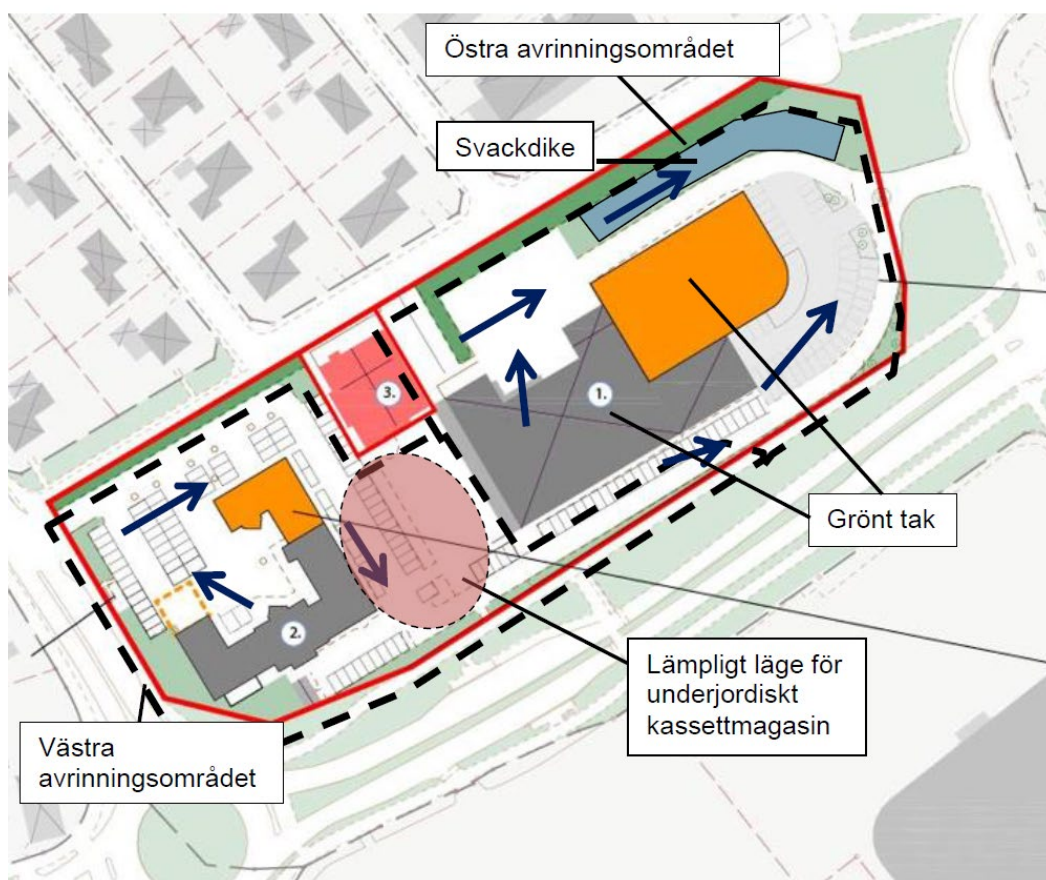 Östra avrinningsområdet
Svackdike
3.
1.
Grönt tak
2.
Lämpligt läge för
underjordiskt
kassettmagasin
Västra
avrinningsområdet